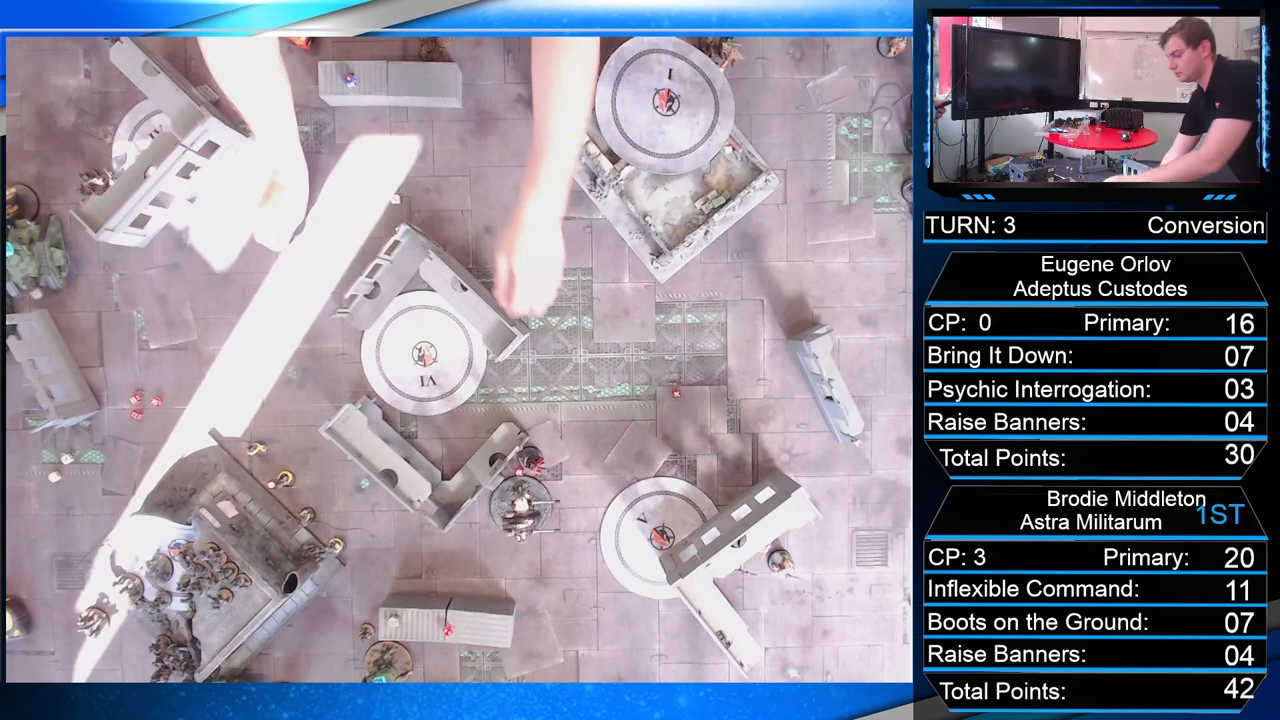 I
IV
VI
V
TURN: 3 Conversion
Eugene Orlov
Adeptus Custodes
CP: 0 Primary: 16
Bring It Down: 07
Psychic Interrogation: 03
Raise Banners: 04
Total Points: 30
Brodie Middleton
Astra Militarum 1ST
CP: 3 Primary: 20
Inflexible Command: 11
Boots on the Ground: 07
Raise Banners: 04
Total Points: 42